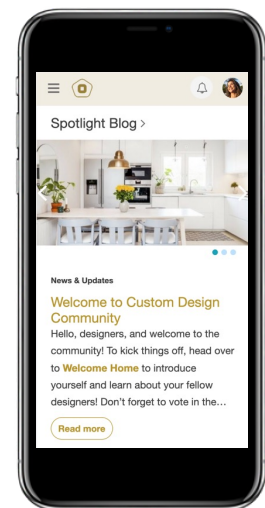 Spotlight Blog >
News & Updates
Welcome to Custom Design
Community
Hello, designers, and welcome to the
community! To kick things off, head over
to Welcome Home to introduce
yourself and learn about your fellow
designers! Don't forget to vote in the…
Read more